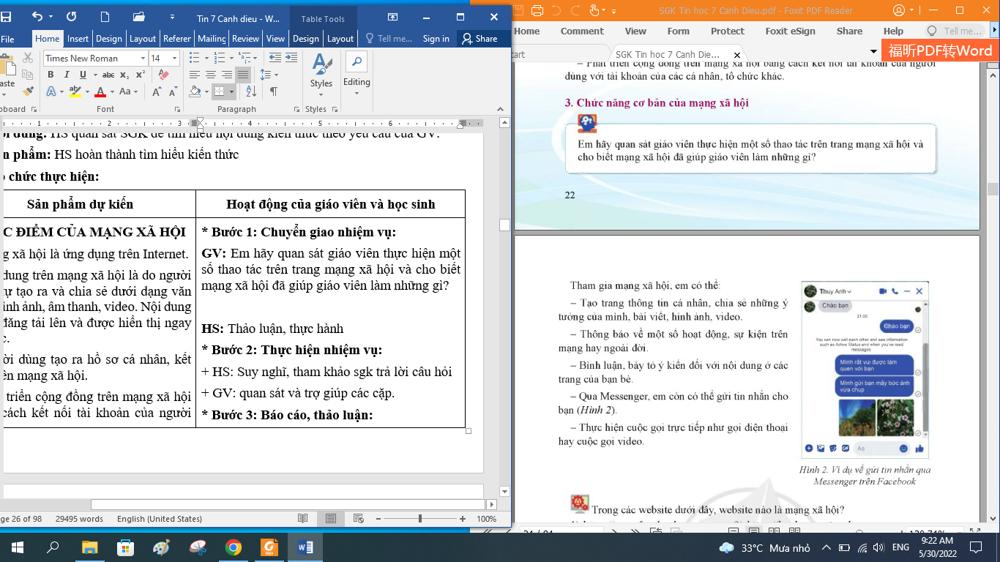 Tin 7 Canh dieu - W...
Table Tools
File
Home
Insert
Design
Layout
Referer
Mailing
Review
View
Design
Layout
Tell me...
Sign in
Share
Times New Roman
14
Styles
Editing
Font
Paragraph
Styles
HS quan sát SGK để tìm hiểu nội dung kiến thức theo yêu cầu của GV.
phẩm: HS hoàn thành tìm hiểu kiến thức
chức thực hiện:
Sản phẩm dự kiến
ĐIỂM CỦA MẠNG XÃ HỘI
xã hội là ứng dụng trên Internet.
dung trên mạng xã hội là do người
tự tạo ra và chia sẻ dưới dạng văn
ình ảnh, âm thanh, video. Nội dung
đăng tải lên và được hiển thị ngay
c.
ời dùng tạo ra hồ sơ cá nhân, kết
ên mạng xã hội.
triển cộng đồng trên mạng xã hội
cách kết nối tài khoản của người
Hoạt động của giáo viên và học sinh
* Bước 1: Chuyển giao nhiệm vụ:
GV: Em hãy quan sát giáo viên thực hiện một
số thao tác trên trang mạng xã hội và cho biết
mạng xã hội đã giúp giáo viên làm những gì?
HS: Thảo luận, thực hành
* Bước 2: Thực hiện nhiệm vụ:
+ HS: Suy nghĩ, tham khảo sgk trả lời câu hỏi
+ GV: quan sát và trợ giúp các cặp.
* Bước 3: Báo cáo, thảo luận:
26 of 98
29495 words
English (United States)
100%
SGK Tin hoc 7 Canh Dieu.pdf - Foxit PDF Reader
Home
Comment
View
Form
Protect
Foxit eSign
Share
Help
Tell me...
SGK Tin hoc 7 Canh Die...
福昕PDF转Word
– Phát triển cộng đồng trên mạng xã hội bằng cách kết nối tài khoản của người
dùng với tài khoản của các cá nhân, tổ chức khác.
3. Chức năng cơ bản của mạng xã hội
Em hãy quan sát giáo viên thực hiện một số thao tác trên trang mạng xã hội và
cho biết mạng xã hội đã giúp giáo viên làm những gì?
22
Tham gia mạng xã hội, em có thể:
– Tạo trang thông tin cá nhân, chia sẻ những ý
tưởng của mình, bài viết, hình ảnh, video.
– Thông báo về một số hoạt động, sự kiện trên
mạng hay ngoài đời.
– Bình luận, bày tỏ ý kiến đối với nội dung ở các
trang của bạn bè.
– Qua Messenger, em còn có thể gửi tin nhắn cho
bạn (Hình 2).
– Thực hiện cuộc gọi trực tiếp như gọi điện thoại
hay cuộc gọi video.
Thuy Anh
Chào bạn
21:00
Chào bạn
You can now call each other and see information
such as Active Status and when you've read
messages
Mình rất vui được làm
quen với bạn
Mình gửi bạn mấy bức ảnh
vừa chụp
GIF
Aa
Hình 2. Ví dụ về gửi tin nhắn qua
Messenger trên Facebook
Trong các website dưới đây, website nào là mạng xã hội?
33°C Mưa nhỏ
ENG
9:22 AM
5/30/2022